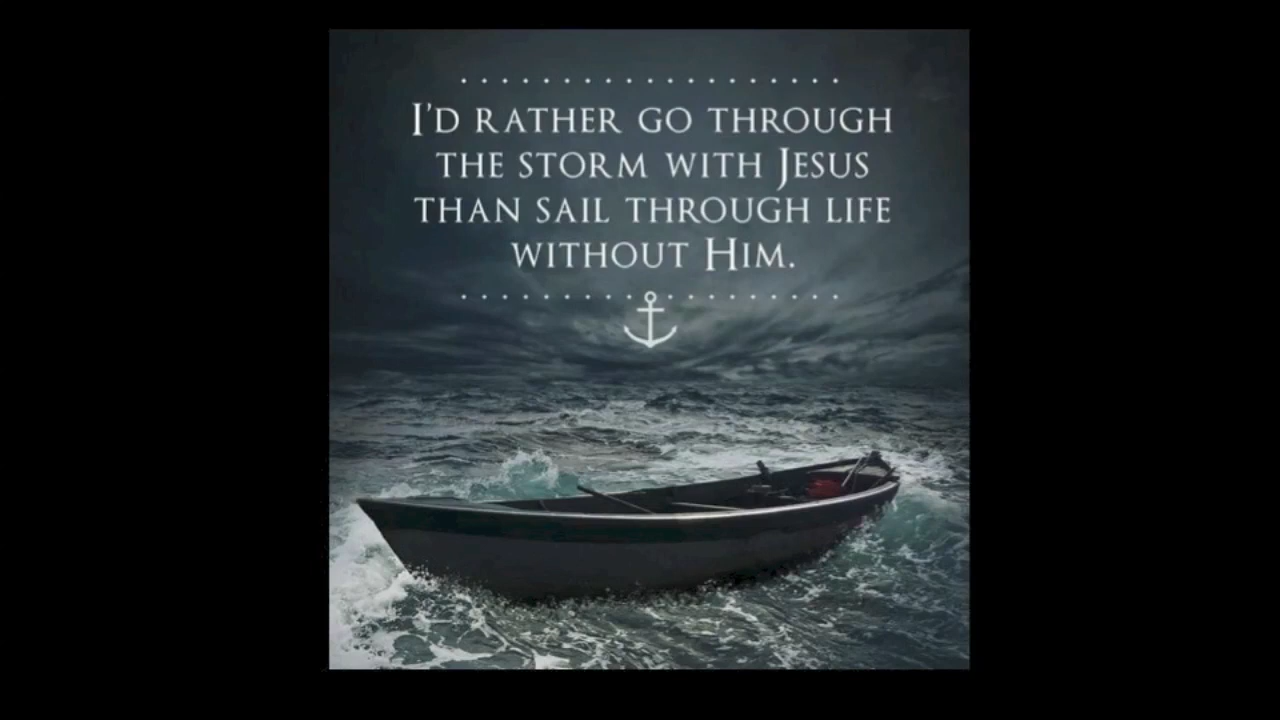 I'd rather go through
the storm with Jesus
than sail through life
without Him.